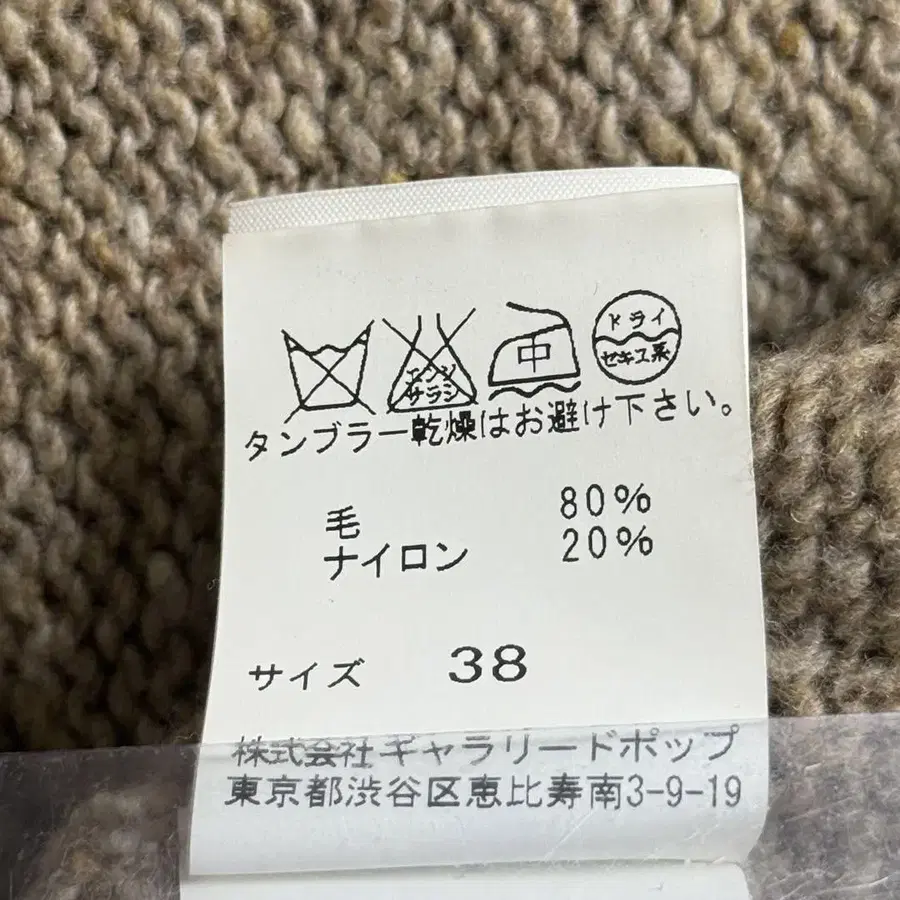 エンソ
サラシ
中
ドライ
セキユ系
タンブラー乾燥はお避け下さい。
毛 80%
ナイロン 20%
サイズ 38
株式会社ギャラリードポップ
東京都渋谷区恵比寿南3-9-19